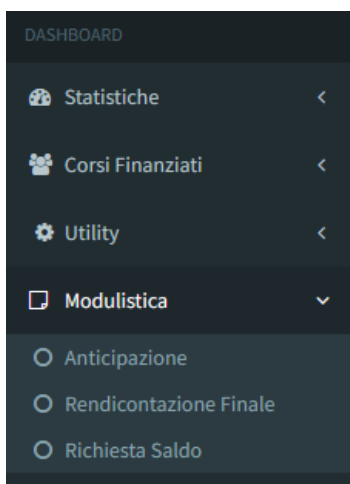 DASHBOARD
Statistiche
Corsi Finanziati
Utility
Modulistica
Anticipazione
Rendicontazione Finale
Richiesta Saldo